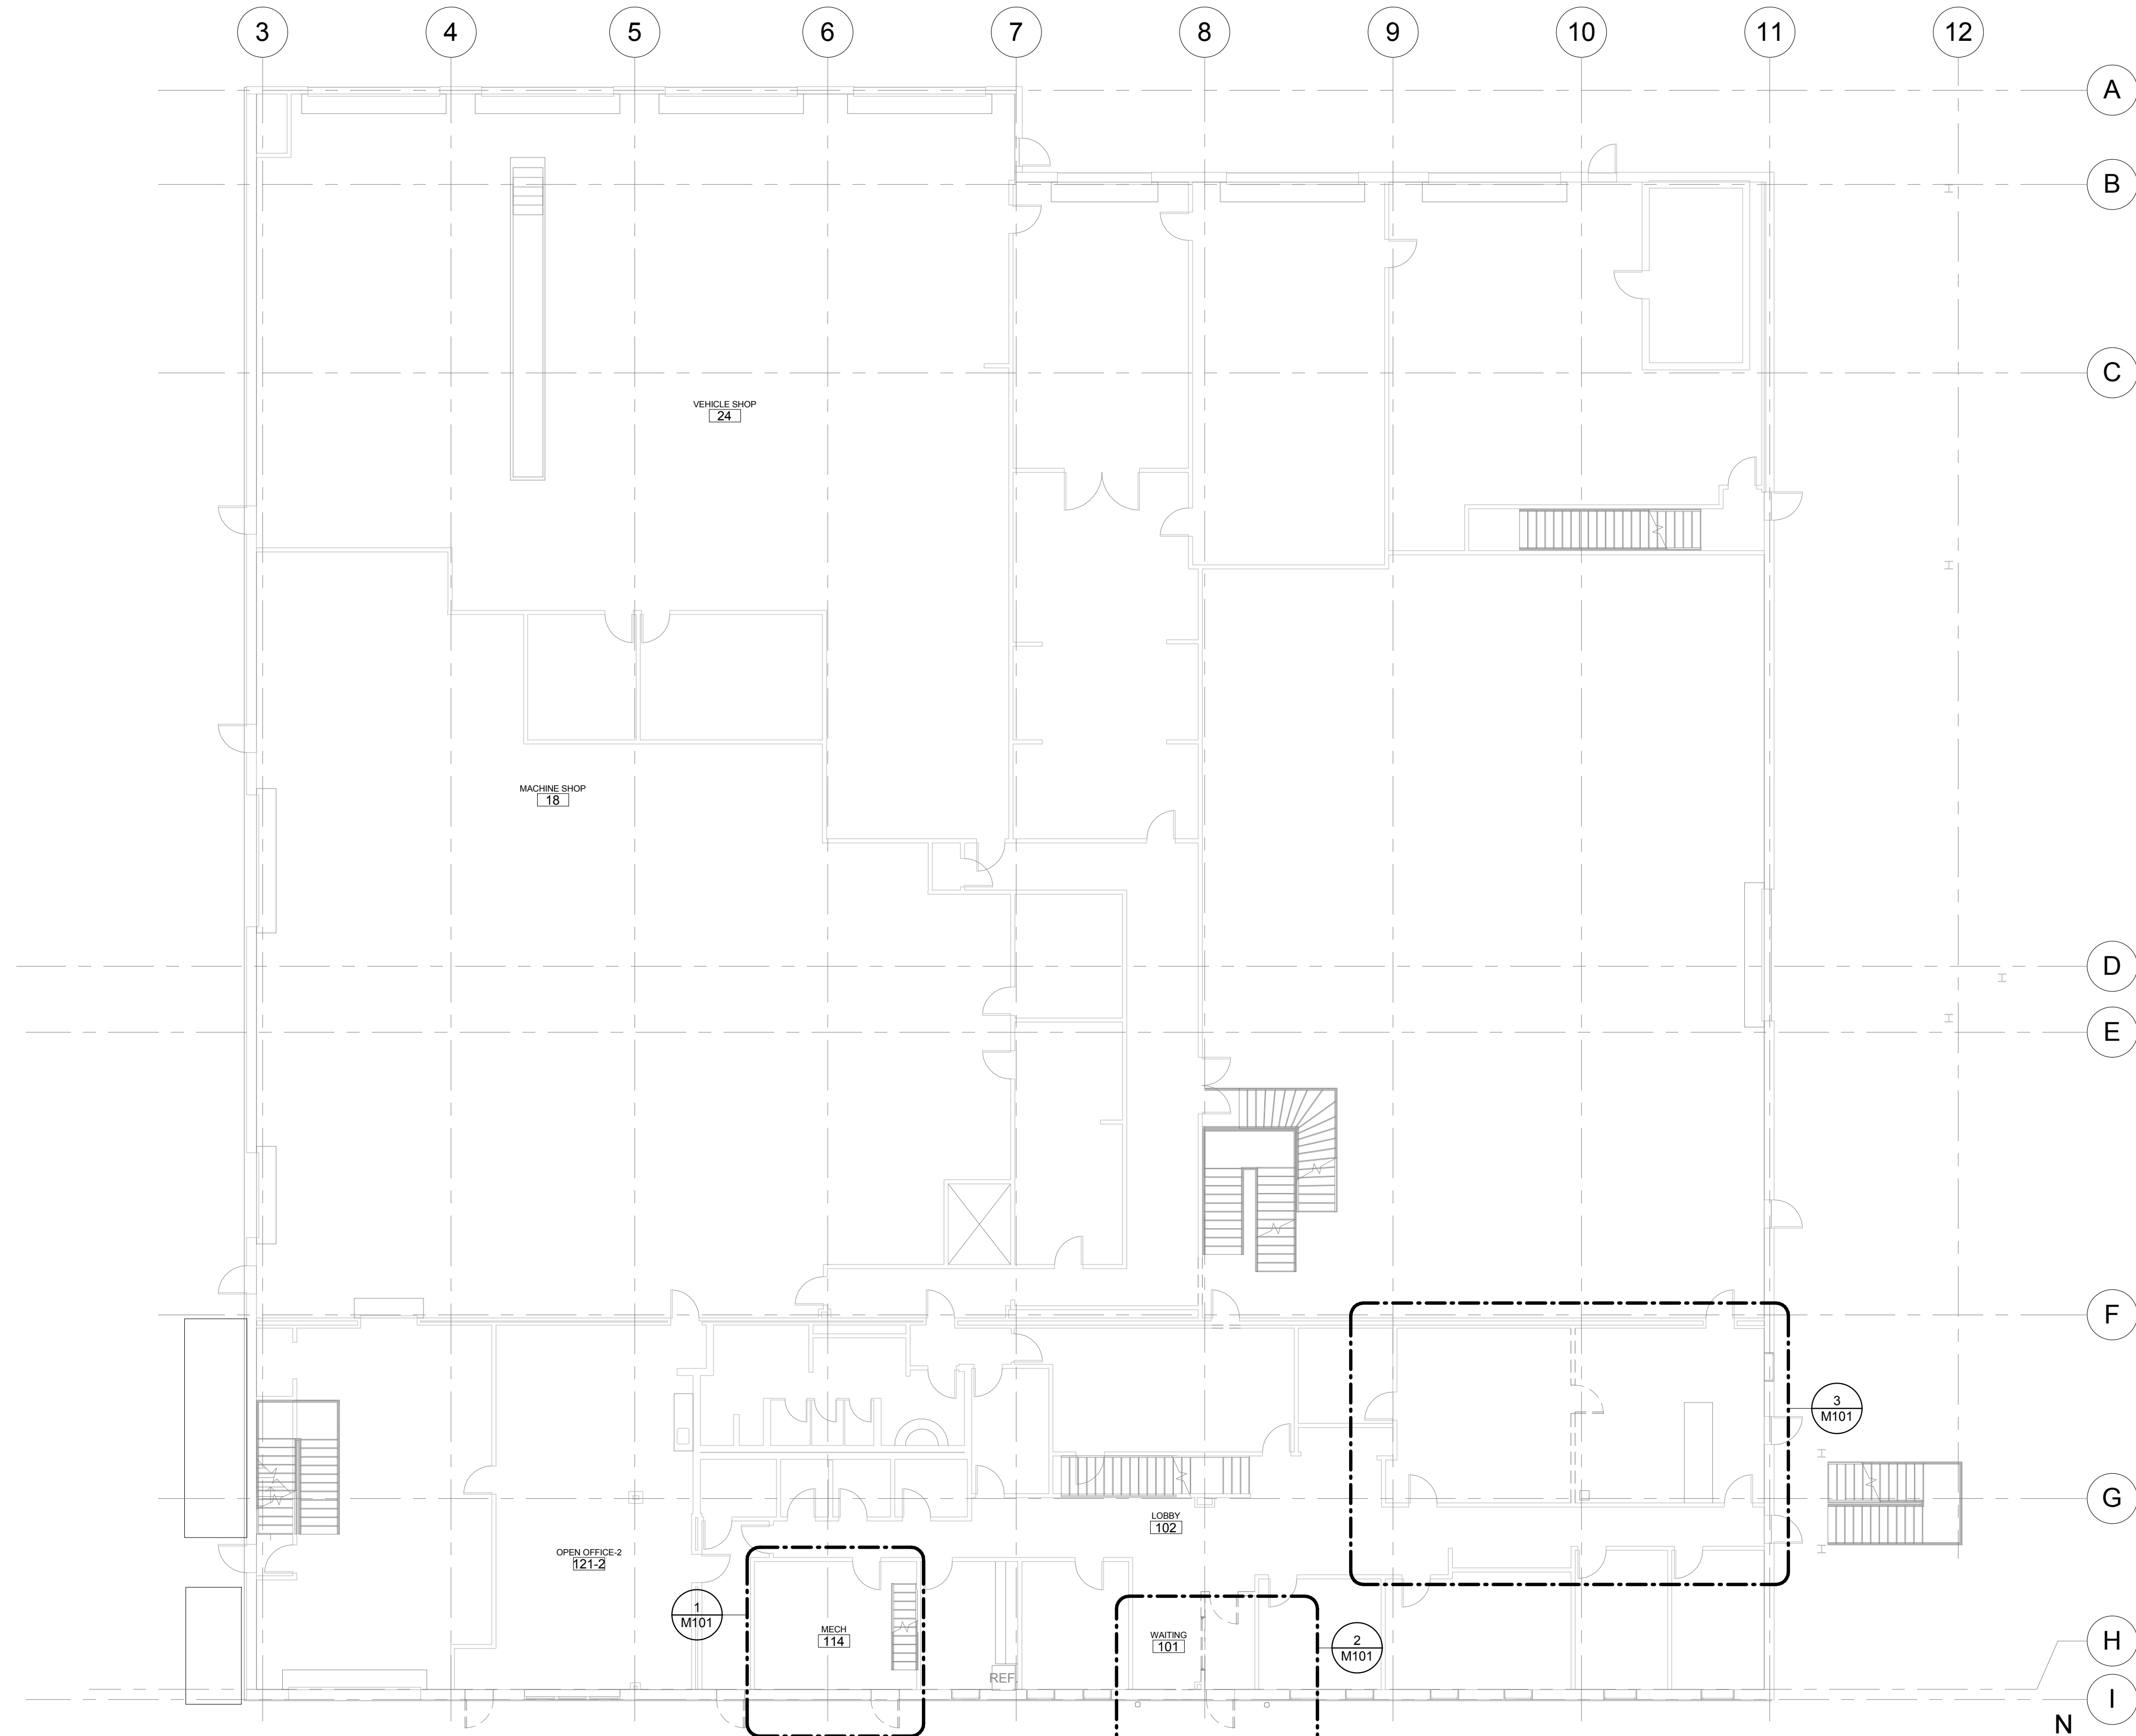 3 4 5 6 7 8 9 10 11 12
A
B
C
VEHICLE SHOP
24
MACHINE SHOP
18
D
E
F
3
M101
G
LOBBY
102
OPEN OFFICE-2
121-2
1
M101
MECH
114
WAITING
101
2
M101
H
REF.
I
N